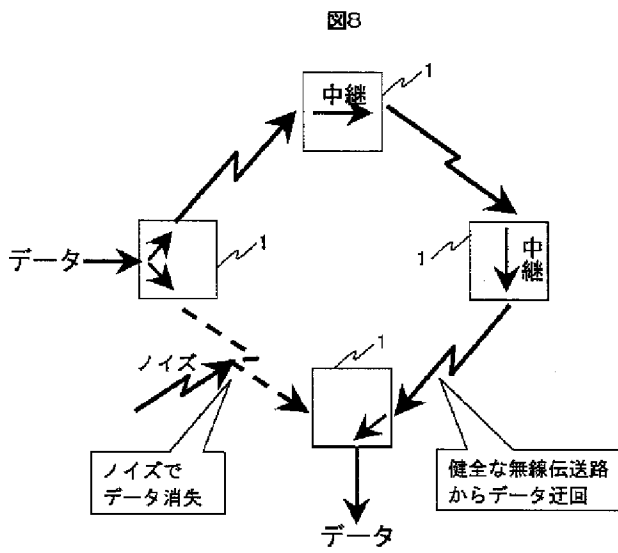 図8
1
中継
1
データ
1
中継
1
ノイズ
ノイズで
データ消失
健全な無線伝送路
からデータ迂回
データ